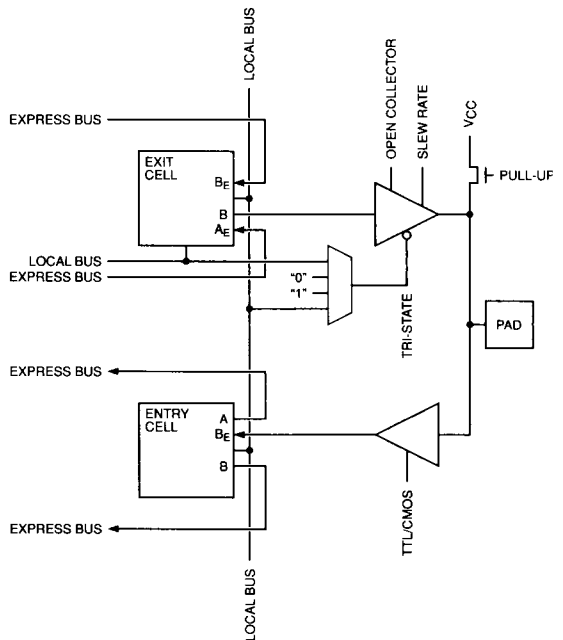 LOCAL BUS
EXPRESS BUS
OPEN COLLECTOR
SLEW RATE
VCC
EXIT
CELL
BE
B
AE
PULL-UF
LOCAL BUS
EXPRESS BUS
"0"
"1"
TRI-STATE
PAD
EXPRESS BUS
ENTRY
CELL
A
BE
B
TTL/CMOS
EXPRESS BUS
LOCAL BUS